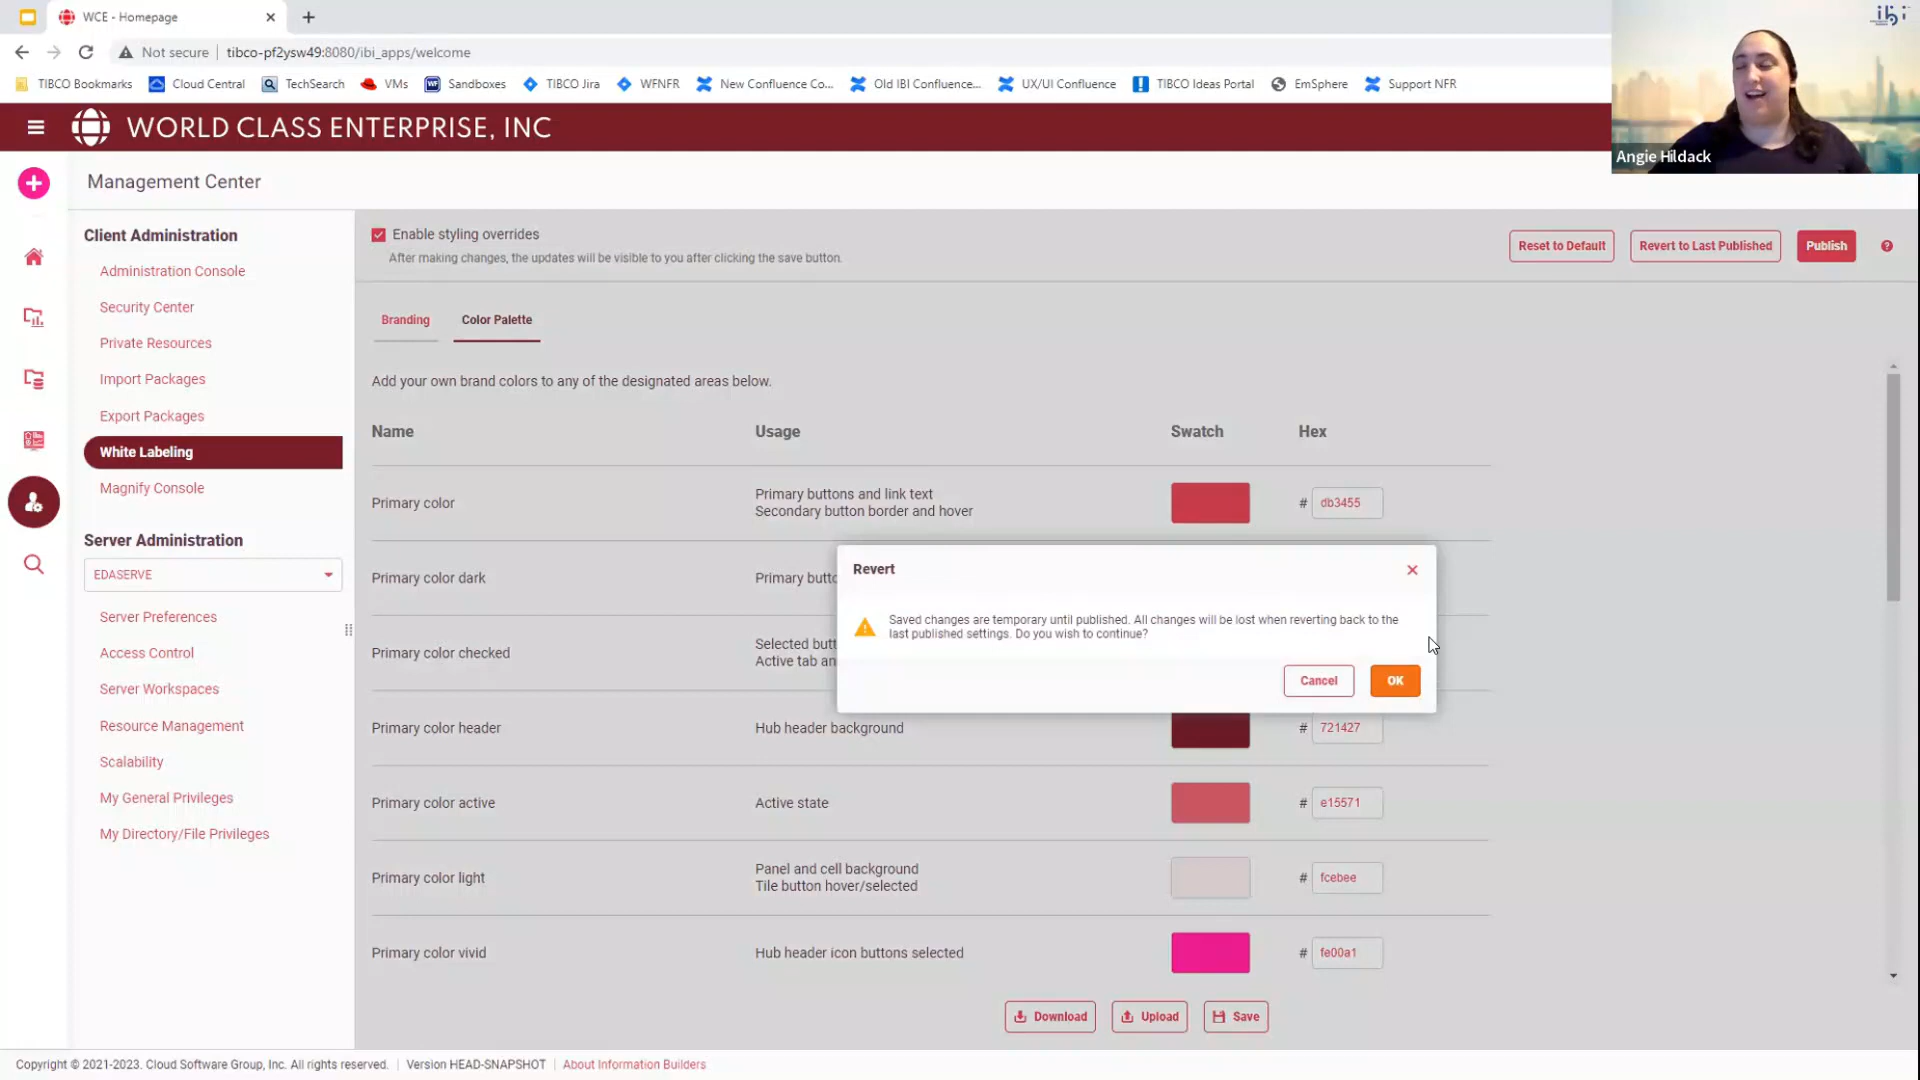 WCE - Homepage
Not secure
tibco-pf2ysw49:8080/ibi_apps/welcome
TIBCO Bookmarks
Cloud Central
TechSearch
VMs
Sandboxes
TIBCO Jira
WFNFR
New Confluence Co...
Old IBI Confluence...
UX/UI Confluence
TIBCO Ideas Portal
EmSphere
Support NFR
ibi
Angie Hildack
WORLD CLASS ENTERPRISE, INC
Management Center
Client Administration
Administration Console
Security Center
Private Resources
Import Packages
Export Packages
White Labeling
Magnify Console
Server Administration
EDASERVE
Server Preferences
Access Control
Server Workspaces
Resource Management
Scalability
My General Privileges
My Directory/File Privileges
Enable styling overrides
After making changes, the updates will be visible to you after clicking the save button.
Reset to Default
Revert to Last Published
Publish
Branding
Color Palette
Add your own brand colors to any of the designated areas below.
Name
Usage
Swatch
Hex
Primary color
Primary buttons and link text
Secondary button border and hover
# db3455
Primary color dark
Primary butto
Primary color checked
Selected butt
Active tab an
Revert
Saved changes are temporary until published. All changes will be lost when reverting back to the
last published settings. Do you wish to continue?
Cancel
OK
Primary color header
Hub header background
# 721427
Primary color active
Active state
# e15571
Primary color light
Panel and cell background
Tile button hover/selected
# fcebee
Primary color vivid
Hub header icon buttons selected
# fe00a1
Download
Upload
Save
Copyright © 2021-2023. Cloud Software Group, Inc. All rights reserved.
Version HEAD-SNAPSHOT
About Information Builders